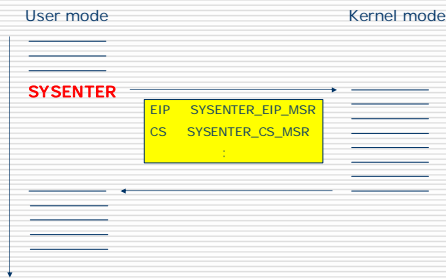 User mode Kernel mode
SYSENTER
EIP SYSENTER_EIP_MSR
CS SYSENTER_CS_MSR
: